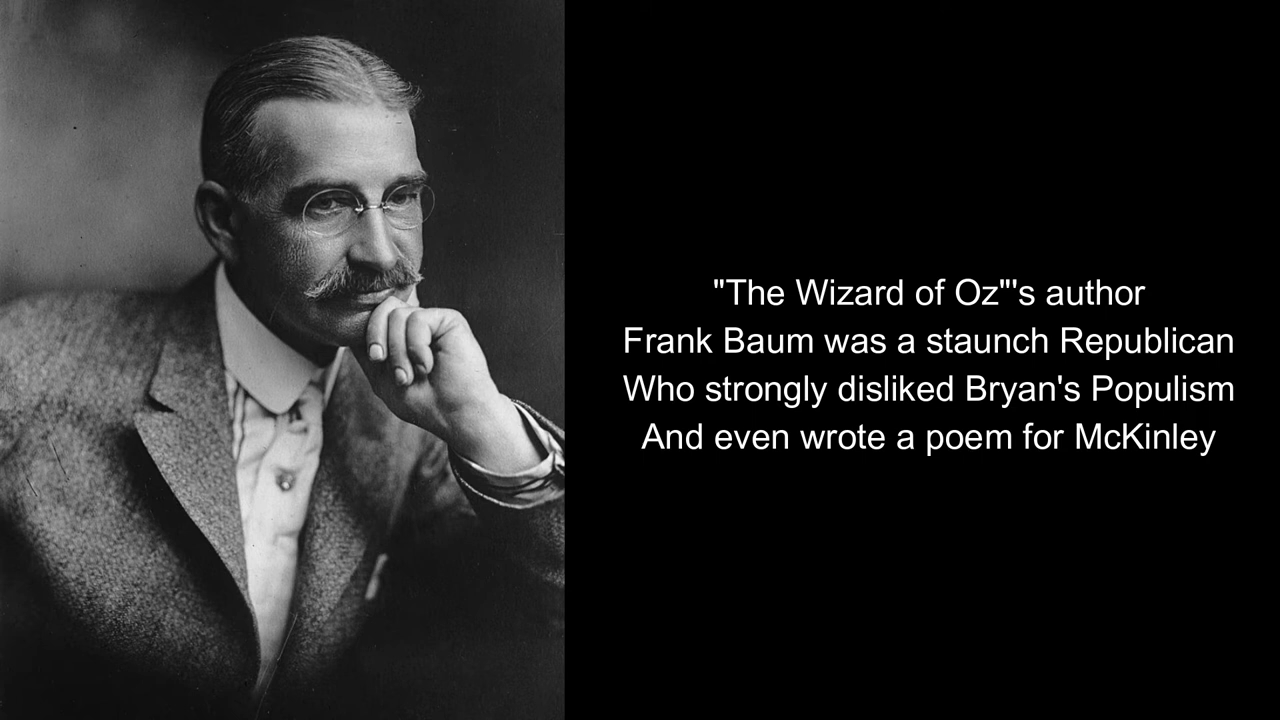 "The Wizard of Oz"'s author
Frank Baum was a staunch Republican
Who strongly disliked Bryan's Populism
And even wrote a poem for McKinley